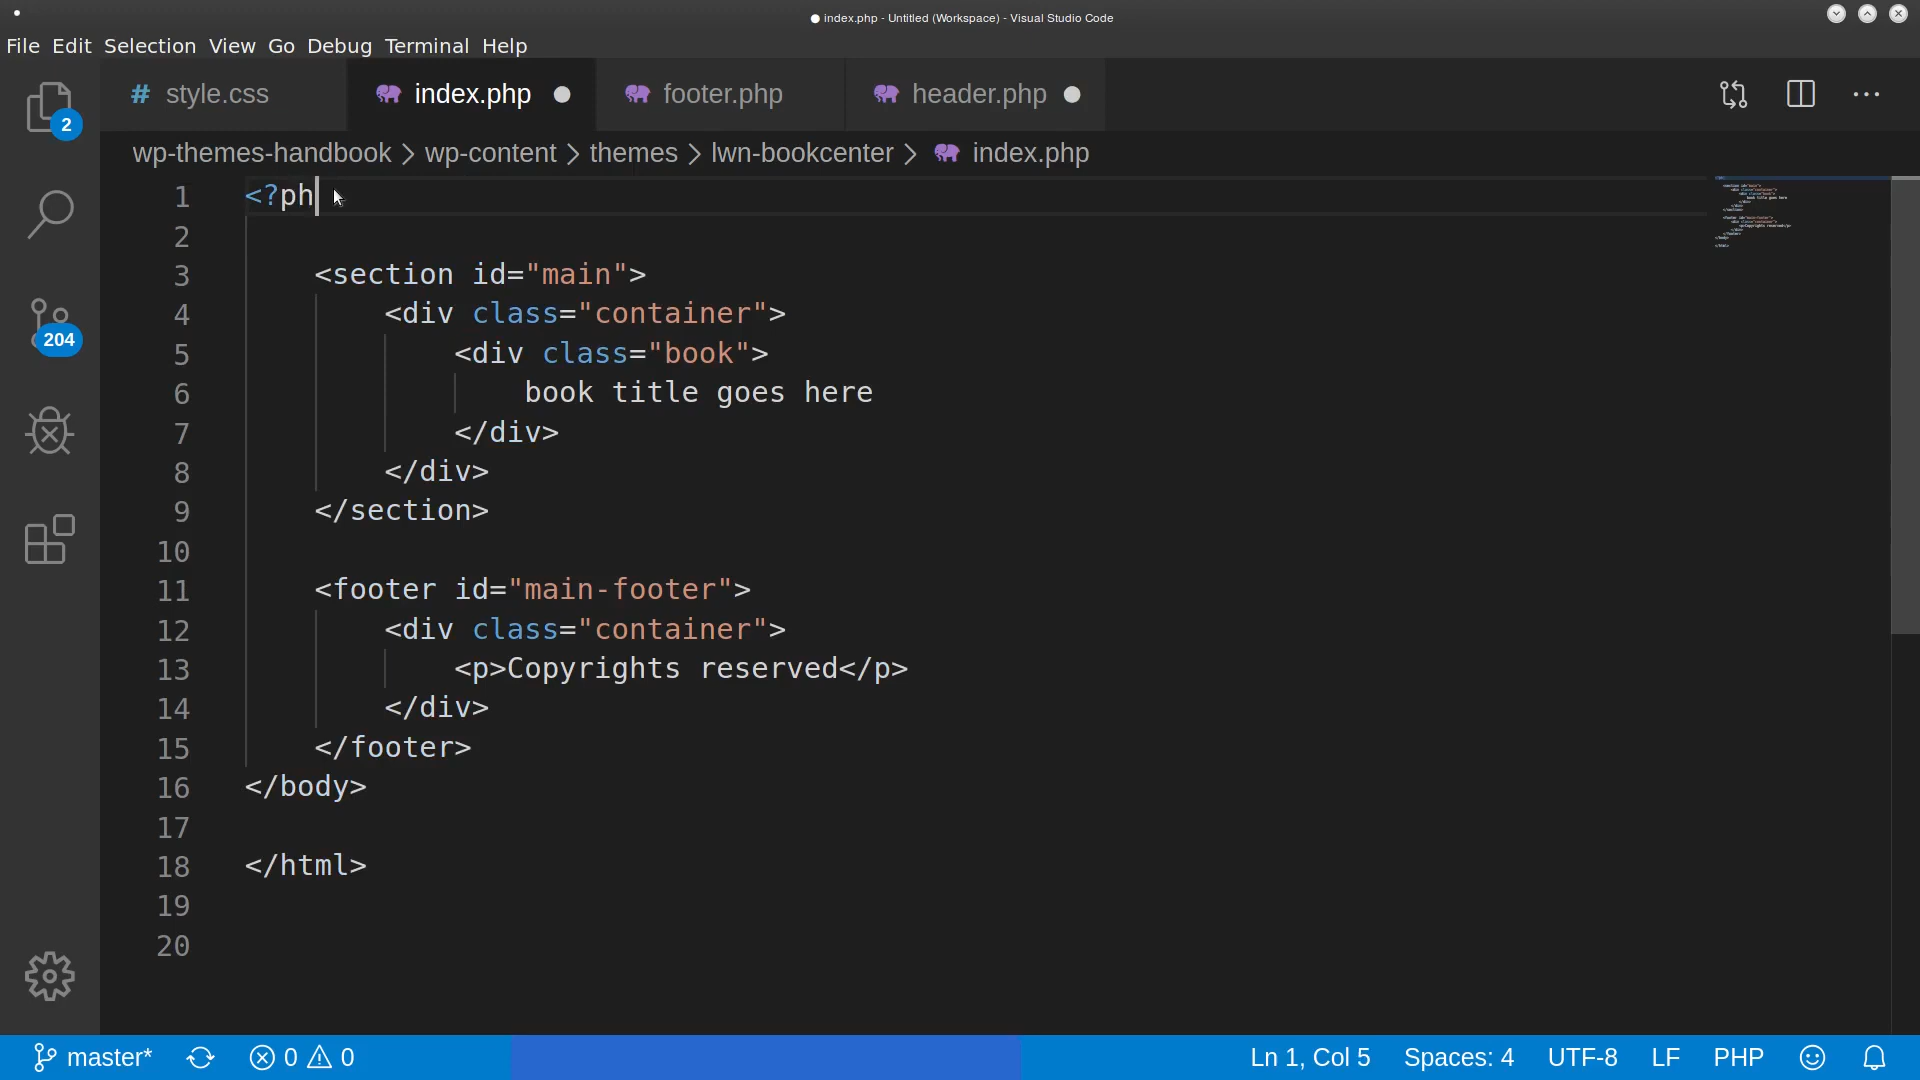 index.php - Untitled (Workspace) - Visual Studio Code
File Edit Selection View Go Debug Terminal Help
# style.css index.php footer.php header.php
2
wp-themes-handbook > wp-content > themes > lwn-bookcenter > index.php
1 <?ph
2
3 <section id="main">
4 <div class="container">
204
5 <div class="book">
6 book title goes here
7 </div>
8 </div>
9 </section>
10
11 <footer id="main-footer">
12 <div class="container">
13 <p>Copyrights reserved</p>
14 </div>
15 </footer>
16 </body>
17
18 </html>
19
20
master* 0 0 Ln 1, Col 5 Spaces: 4 UTF-8 LF PHP